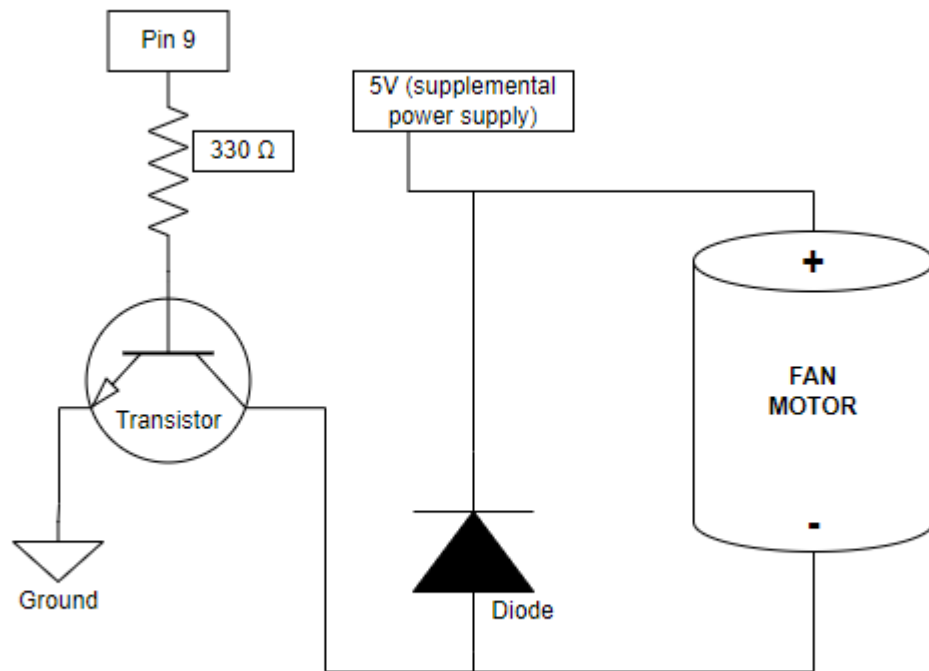 Pin 9
5V (supplemental
power supply)
330 Ω
+
FAN
MOTOR
Transistor
-
Ground
Diode